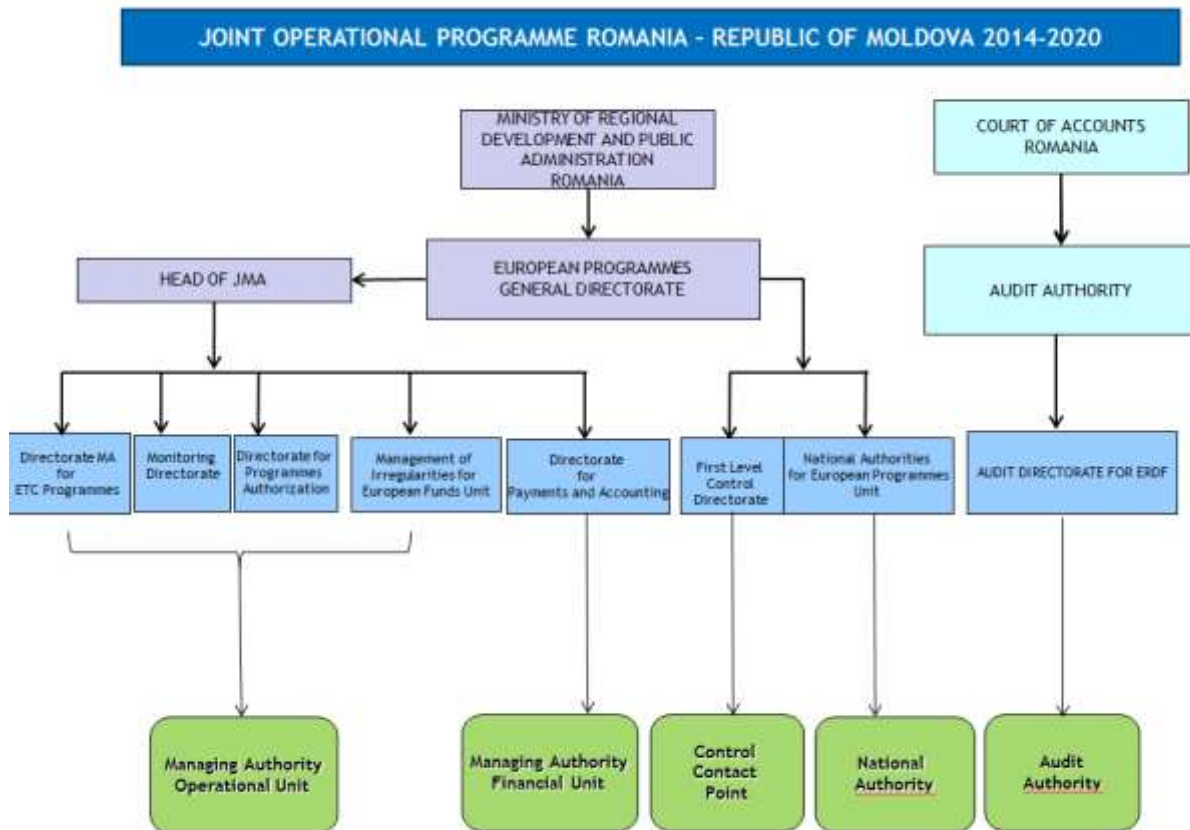 JOINT OPERATIONAL PROGRAMME ROMANIA - REPUBLIC OF MOLDOVA 2014-2020
MINISTRY OF REGIONAL
DEVELOPMENT AND PUBLIC
ADMINISTRATION
ROMANIA
COURT OF ACCOUNTS
ROMANIA
HEAD OF JMA
EUROPEAN PROGRAMMES
GENERAL DIRECTORATE
AUDIT AUTHORITY
Directorate MA
for
ETC Programmes
Monitoring
Directorate
Directorate for
Programmes
Authorization
Management of
Irregularities for
European Funds Unit
Directorate
for
Payments and Accounting
First Level
Control
Directorate
National Authorities
for European Programmes
Unit
AUDIT DIRECTORATE FOR ERDF
Managing Authority
Operational Unit
Managing Authority
Financial Unit
Control
Contact
Point
National
Authority
Audit
Authority